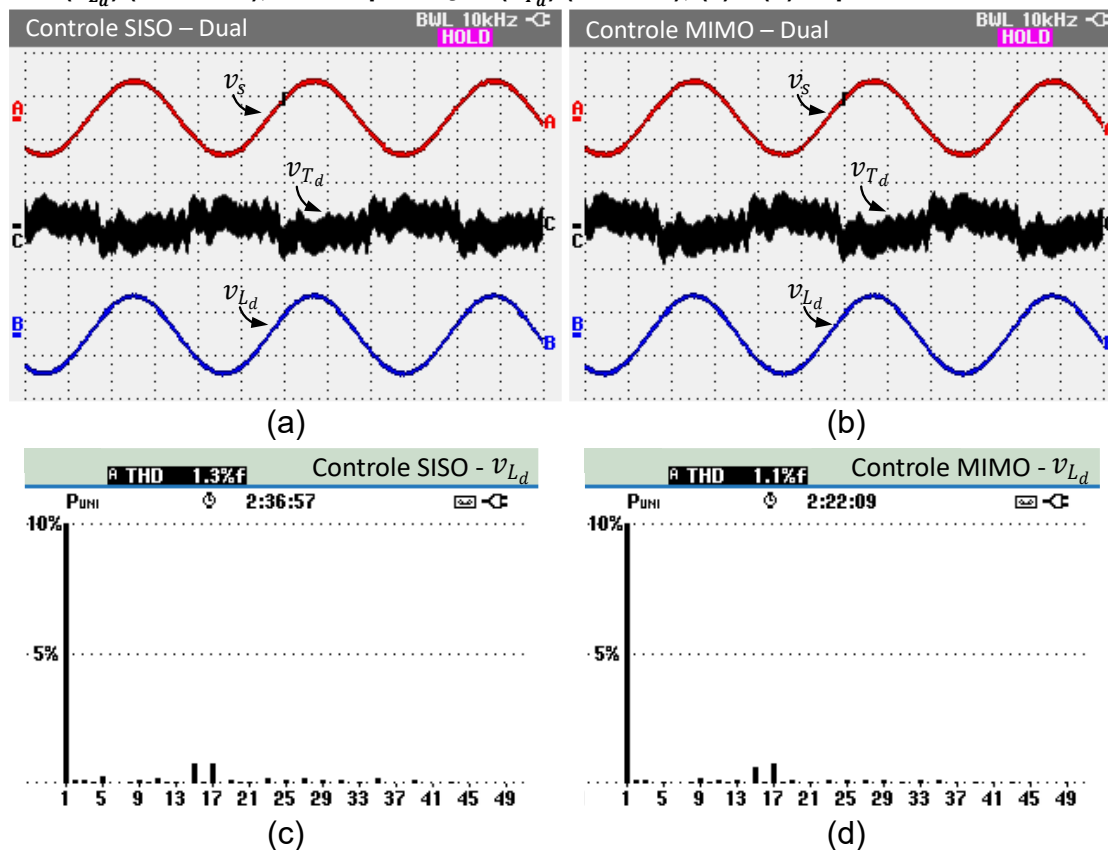 Controle SISO – Dual
BWL 10kHz
HOLD
A
v_s
A
v_{T_d}
C
C
v_{L_d}
B
B
(a)
Controle MIMO – Dual
BWL 10kHz
HOLD
A
v_s
v_{T_d}
C
C
v_{L_d}
B
(b)
Controle SISO - v_{L_d}
A THD 1.3%f
PUNI 2:36:57
10%
5%
1 5 9 13 17 21 25 29 33 37 41 45 49
(c)
Controle MIMO - v_{L_d}
A THD 1.1%f
PUNI 2:22:09
10%
5%
1 5 9 13 17 21 25 29 33 37 41 45 49
(d)